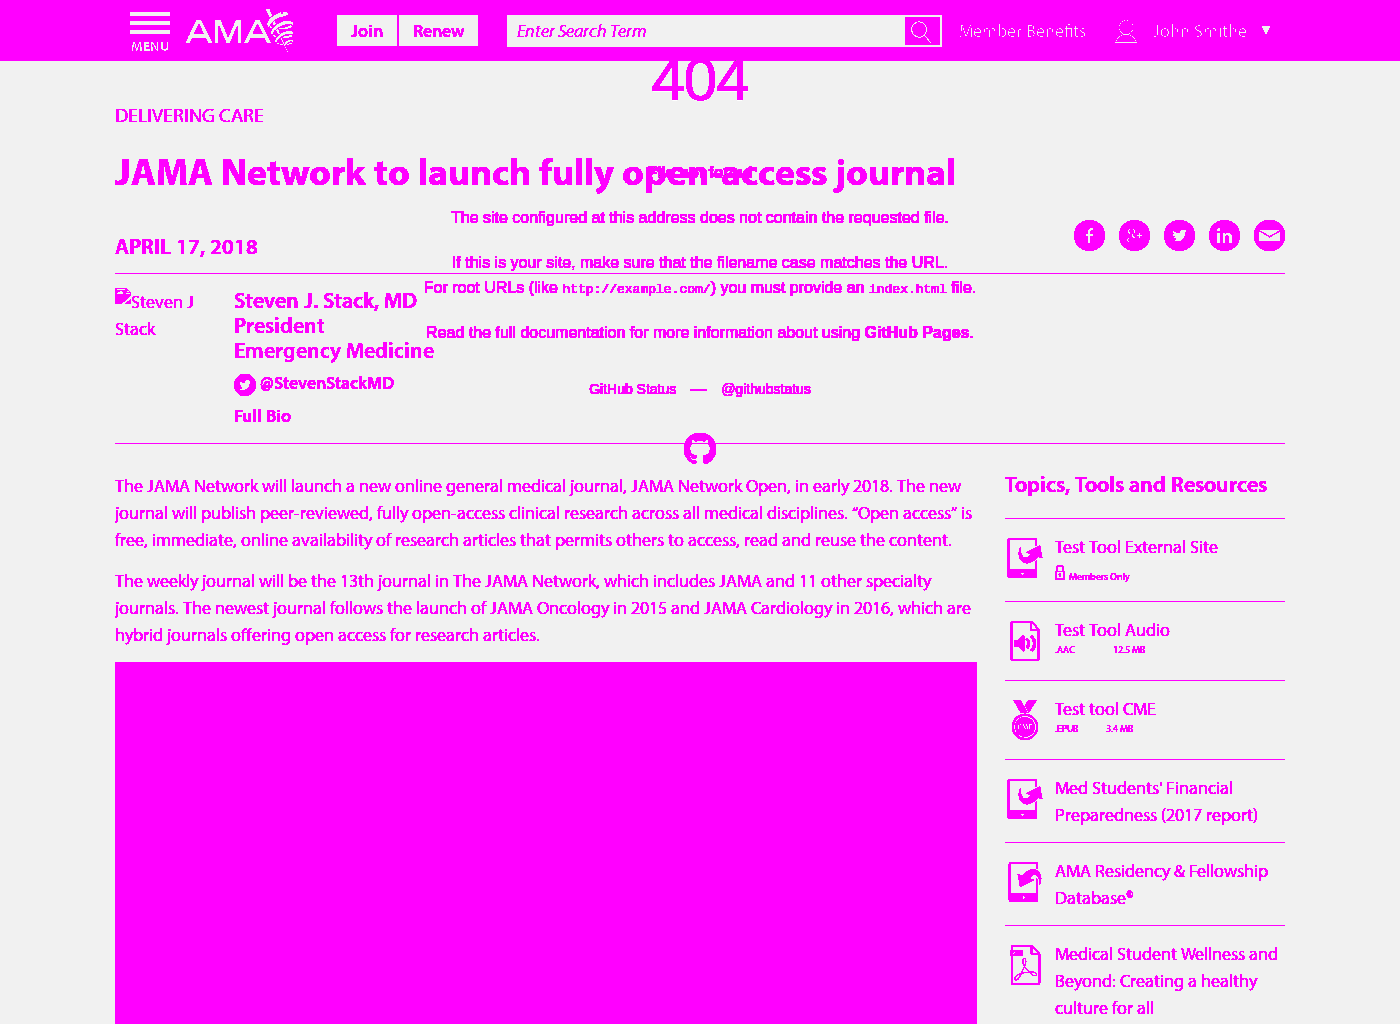 MENU
AMA
Join
Renew
Enter Search Term
Member Benefits
John Smithe
404
DELIVERING CARE
JAMA Network to launch fully open-access journal
The site configured at this address does not contain the requested file.
APRIL 17, 2018
If this is your site, make sure that the filename case matches the URL.
For root URLs (like http://example.com/) you must provide an index.html file.
Steven J
Stack
Steven J. Stack, MD
President
Emergency Medicine
Read the full documentation for more information about using GitHub Pages.
@StevenStackMD
GitHub Status — @githubstatus
Full Bio
The JAMA Network will launch a new online general medical journal, JAMA Network Open, in early 2018. The new
journal will publish peer-reviewed, fully open-access clinical research across all medical disciplines. “Open access” is
free, immediate, online availability of research articles that permits others to access, read and reuse the content.
The weekly journal will be the 13th journal in The JAMA Network, which includes JAMA and 11 other specialty
journals. The newest journal follows the launch of JAMA Oncology in 2015 and JAMA Cardiology in 2016, which are
hybrid journals offering open access for research articles.
Topics, Tools and Resources
Test Tool External Site
Members Only
Test Tool Audio
.AAC 12.5 MB
Test tool CME
.EPUB 3.4 MB
Med Students' Financial
Preparedness (2017 report)
AMA Residency & Fellowship
Database®
Medical Student Wellness and
Beyond: Creating a healthy
culture for all